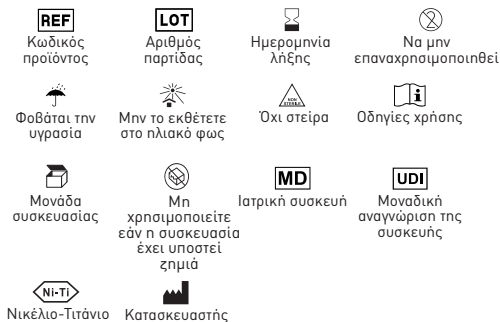 REF
LOT
Κωδικός
προϊόντος
Αριθμός
παρτίδας
Ημερομηνία
λήξης
Να μην
επαναχρησιμοποιηθεί
NON
STERILE
i
Φοβάται την
υγρασία
Μην το εκθέτετε
στο ηλιακό φως
Όχι στείρα
Οδηγίες χρήσης
MD
UDI
Μονάδα
συσκευασίας
Μη
χρησιμοποιείτε
εάν η συσκευασία
έχει υποστεί
ζημιά
Ιατρική συσκευή
Μοναδική
αναγνώριση της
συσκευής
Ni-Ti
Νικέλιο-Τιτάνιο
Κατασκευαστής